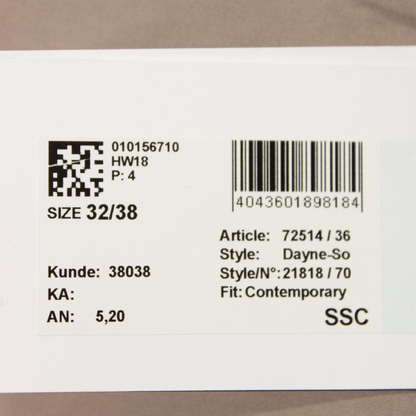 010156710
HW18
P: 4
SIZE 32/38
Kunde: 38038
KA:
AN: 5,20
4043601898184
Article: 72514 / 36
Style: Dayne-So
Style/N°: 21818 / 70
Fit: Contemporary
SSC